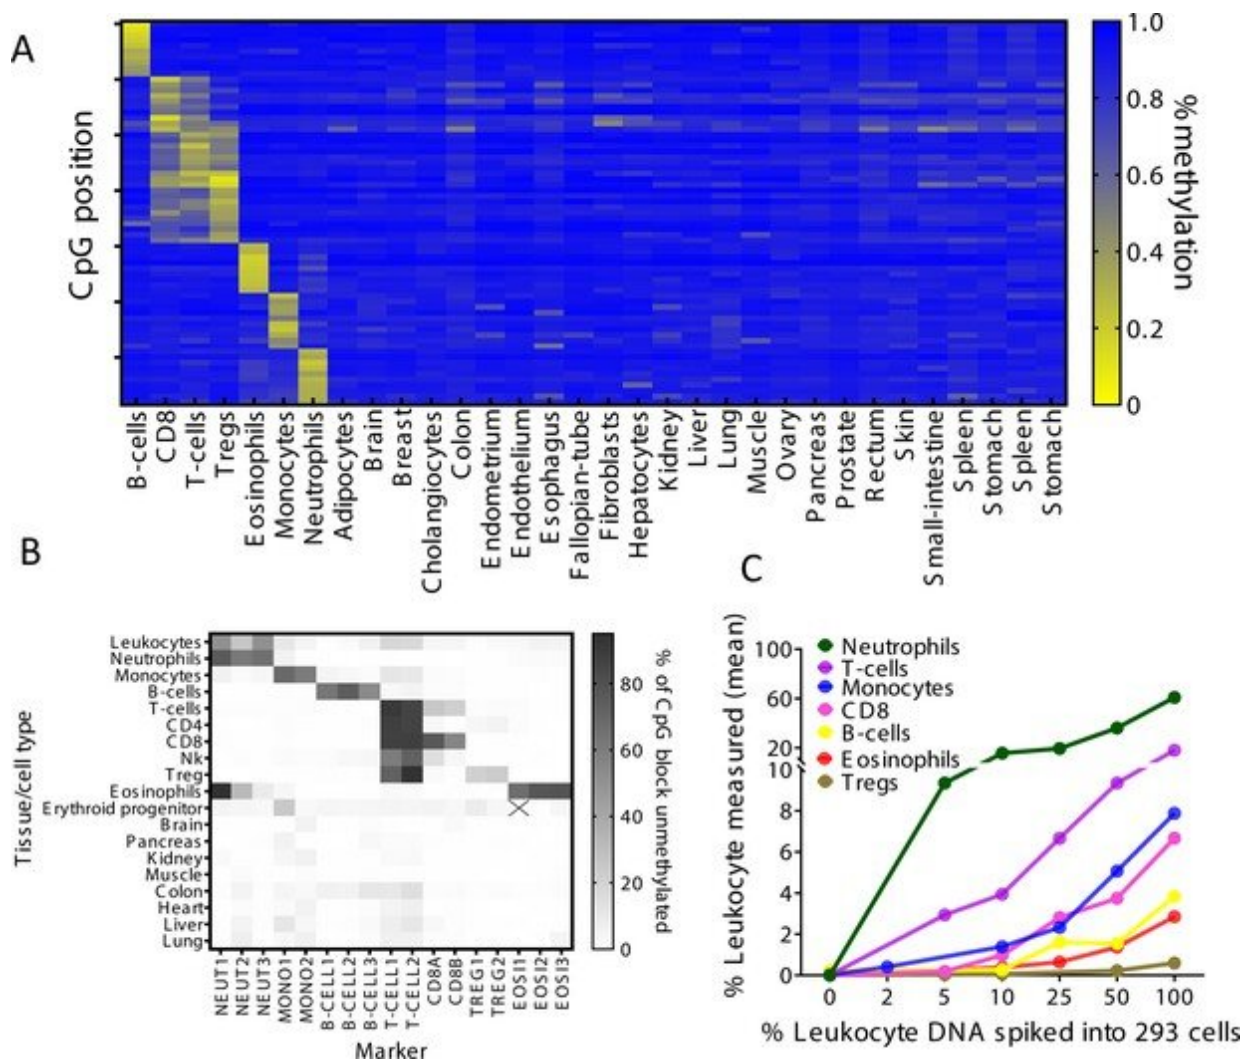 A
CpG position
B-cells
CD8
T-cells
Tregs
Eosinophils
Monocytes
Neutrophils
Adipocytes
Brain
Breast
Cholangiocytes
Colon
Endometrium
Endothelium
Esophagus
Fallopian-tube
Fibroblasts
Hepatocytes
Kidney
Liver
Lung
Muscle
Ovary
Pancreas
Prostate
Rectum
Skin
Small-intestine
Spleen
Stomach
Spleen
Stomach
1.0
0.8
0.6
0.4
0.2
0
%methylation
B
Tissue/cell type
Leukocytes
Neutrophils
Monocytes
B-cells
T-cells
CD4
CD8
Nk
Treg
Eosinophils
Erythroid progenitor
Brain
Pancreas
Kidney
Muscle
Colon
Heart
Liver
Lung
NEUT1
NEUT2
NEUT3
MONO1
MONO2
B-CELL1
B-CELL2
B-CELL3
T-CELL1
T-CELL2
CD8A
CD8B
TREG1
TREG2
EOSI1
EOSI2
EOSI3
Marker
80
60
40
20
0
% of CpG block unmethylated
C
% Leukocyte measured (mean)
100
60
20
10
8
6
4
2
0
Neutrophils
T-cells
Monocytes
CD8
B-cells
Eosinophils
Tregs
0 2 5 10 25 50 100
% Leukocyte DNA spiked into 293 cells